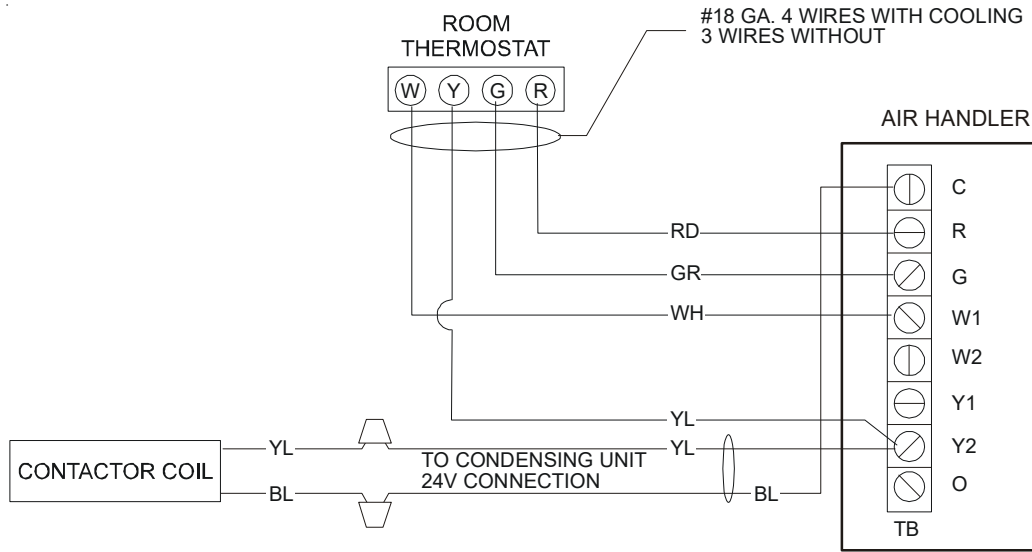 #18 GA. 4 WIRES WITH COOLING
3 WIRES WITHOUT
ROOM
THERMOSTAT
W Y G R
AIR HANDLER
C
RD R
GR G
WH W1
W2
Y1
YL
YL YL Y2
CONTACTOR COIL
TO CONDENSING UNIT
24V CONNECTION
BL BL O
TB